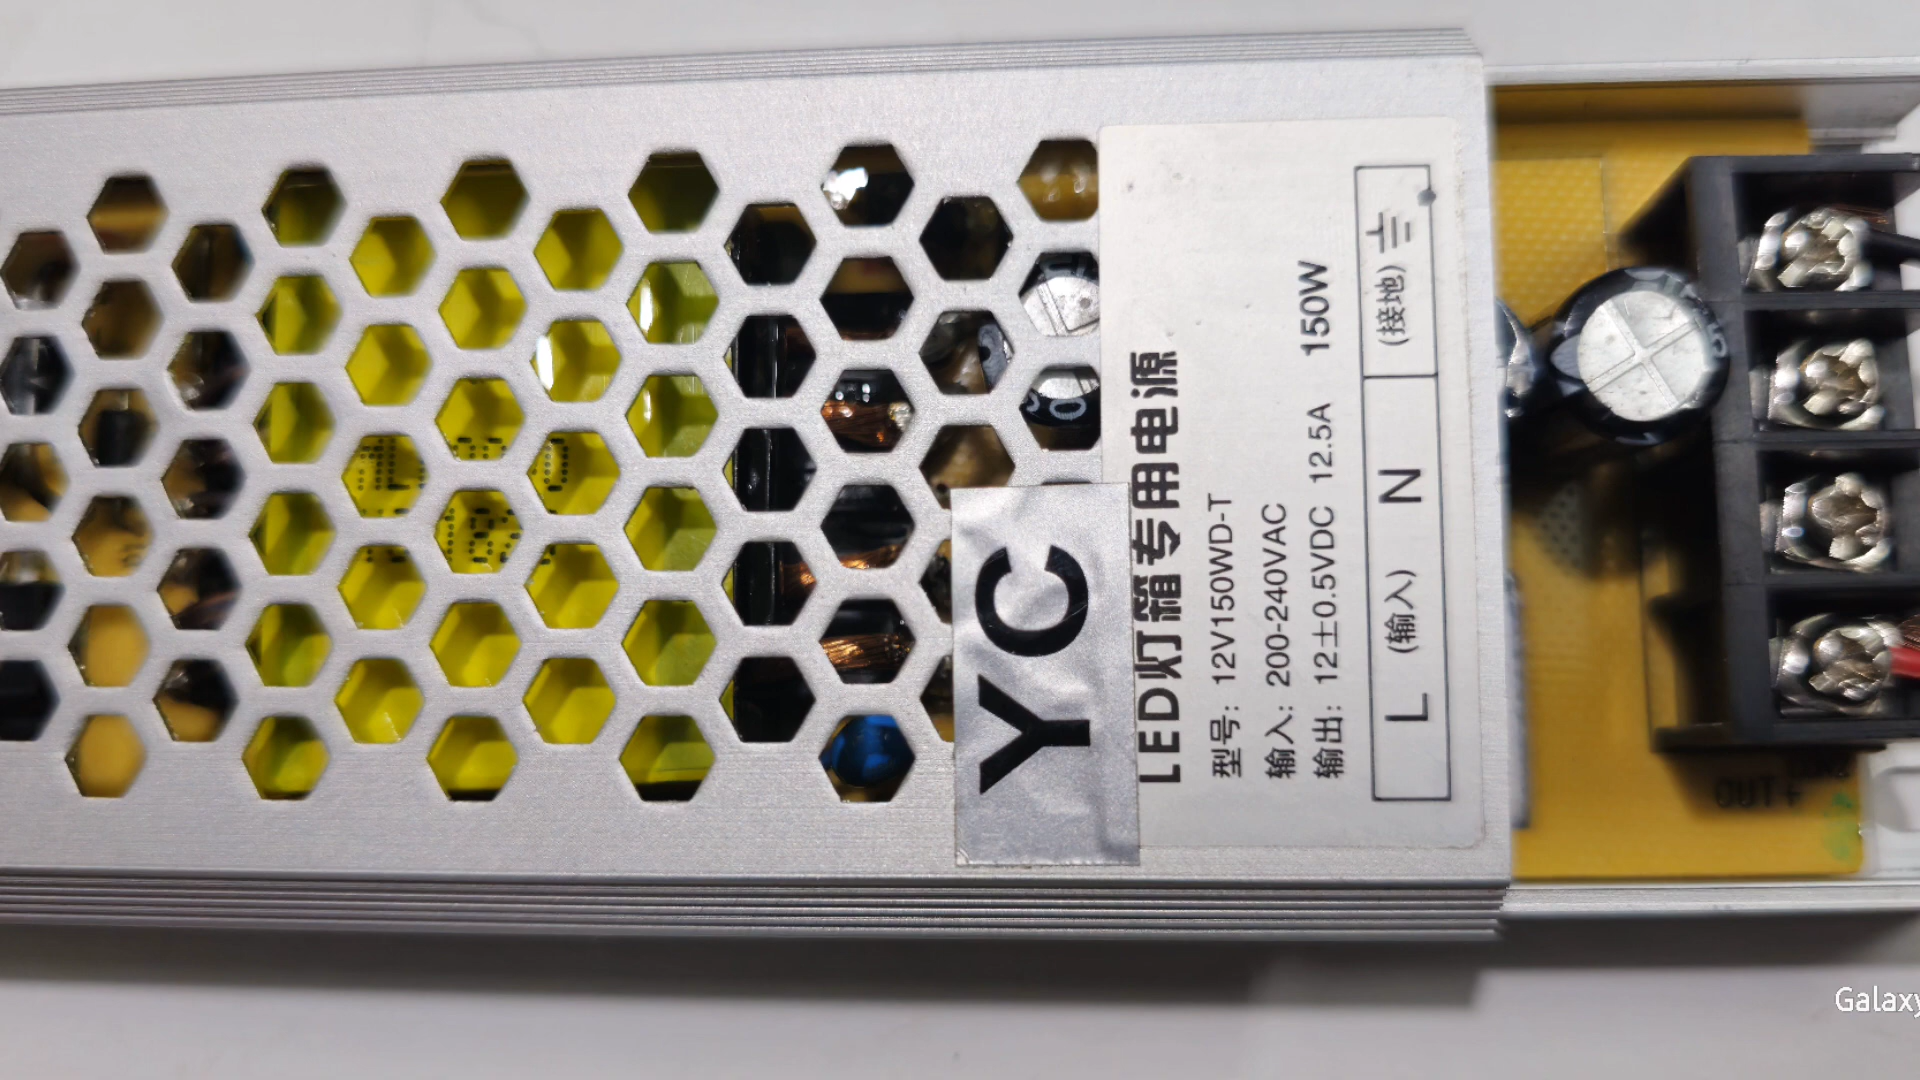 YC
LED灯箱专用电源
型号: 12V150WD-T
输入: 200-240VAC
输出: 12±0.5VDC 12.5A 150W
L (输入) N (接地)
OUT+
Galaxy